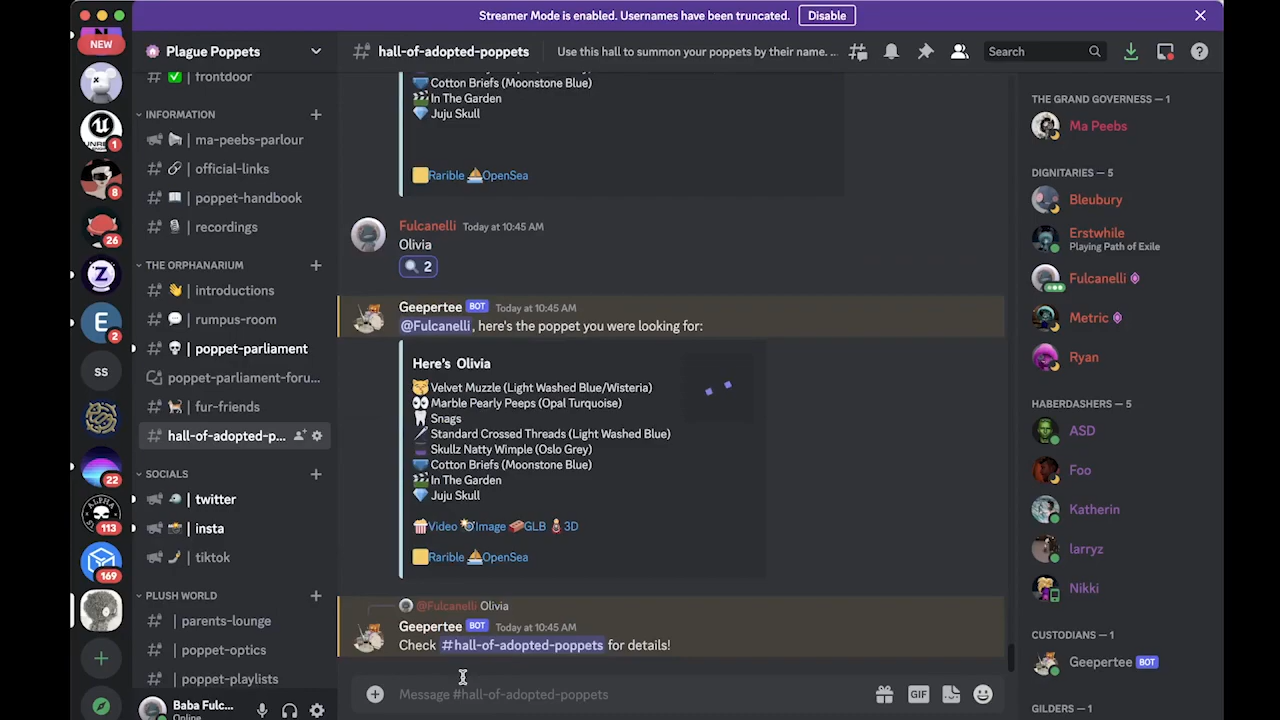 Streamer Mode is enabled. Usernames have been truncated.
Disable
NEW
1
8
26
Z
E
2
SS
22
ALPHA
113
169
Plague Poppets
frontdoor
INFORMATION
ma-peebs-parlour
official-links
poppet-handbook
recordings
THE ORPHANARIUM
introductions
rumpus-room
poppet-parliament
poppet-parliament-foru...
fur-friends
hall-of-adopted-p...
SOCIALS
twitter
insta
tiktok
PLUSH WORLD
parents-lounge
poppet-optics
poppet-playlists
Baba Fulc...
Online
hall-of-adopted-poppets
Use this hall to summon your poppets by their name. ...
Search
Cotton Briefs (Moonstone Blue)
In The Garden
Juju Skull
Rarible OpenSea
Fulcanelli Today at 10:45 AM
Olivia
2
Geepertee BOT Today at 10:45 AM
@Fulcanelli, here's the poppet you were looking for:
Here's Olivia
Velvet Muzzle (Light Washed Blue/Wisteria)
Marble Pearly Peeps (Opal Turquoise)
Snags
Standard Crossed Threads (Light Washed Blue)
Skullz Natty Wimple (Oslo Grey)
Cotton Briefs (Moonstone Blue)
In The Garden
Juju Skull
Video Image GLB 3D
Rarible OpenSea
@Fulcanelli Olivia
Geepertee BOT Today at 10:45 AM
Check #hall-of-adopted-poppets for details!
Message #hall-of-adopted-poppets
GIF
THE GRAND GOVERNESS — 1
Ma Peebs
DIGNITARIES — 5
Bleubury
Erstwhile
Playing Path of Exile
Fulcanelli
Metric
Ryan
HABERDASHERS — 5
ASD
Foo
Katherin
larryz
Nikki
CUSTODIANS — 1
Geepertee BOT
GILDERS — 1